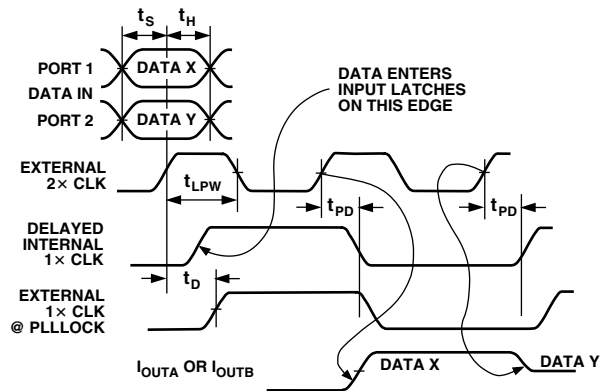 tS tH
PORT 1
DATA X
DATA IN
PORT 2
DATA Y
DATA ENTERS
INPUT LATCHES
ON THIS EDGE
EXTERNAL
2× CLK
tLPW
tPD
tPD
DELAYED
INTERNAL
1× CLK
tD
EXTERNAL
1× CLK
@ PLLLOCK
IOUTA OR IOUTB
DATA X
DATA Y